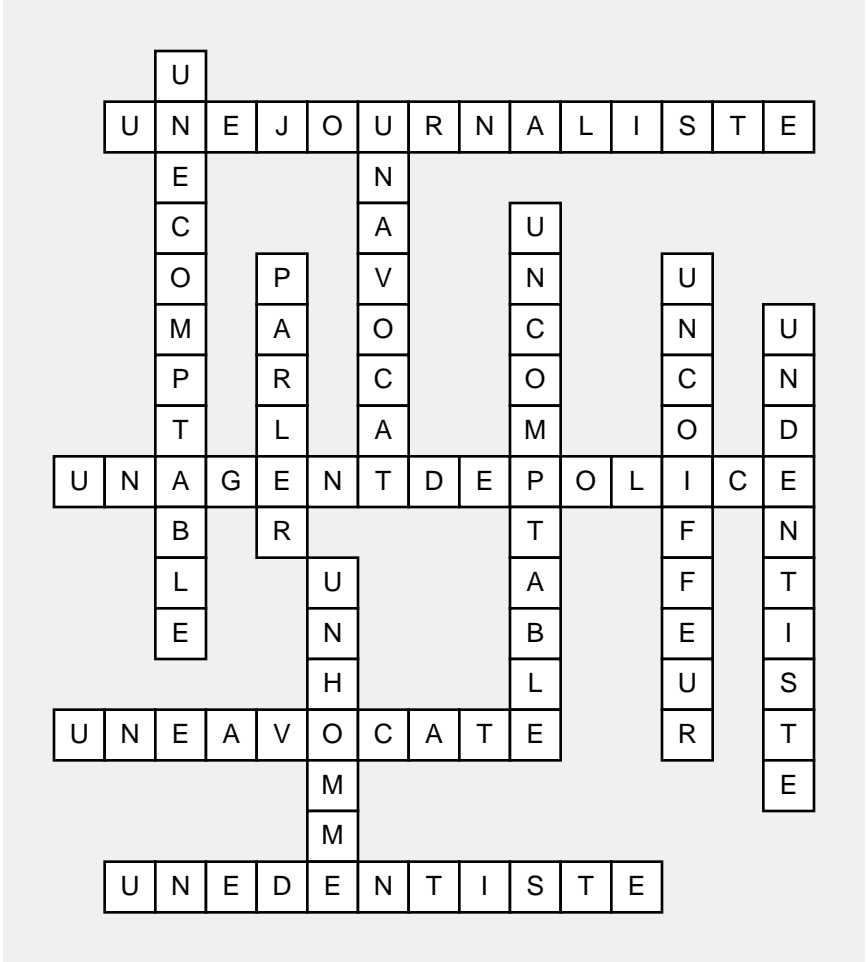 UNECOMPTABLE
UNEJOURNALISTE
UNAVOCAT
UNCOMPTABLE
PARLER
UNCOIFFEUR
UNDENTISTE
UNAGENTDEPOLICE
UNHOMME
UNEAVOCATE
UNEDENTISTE